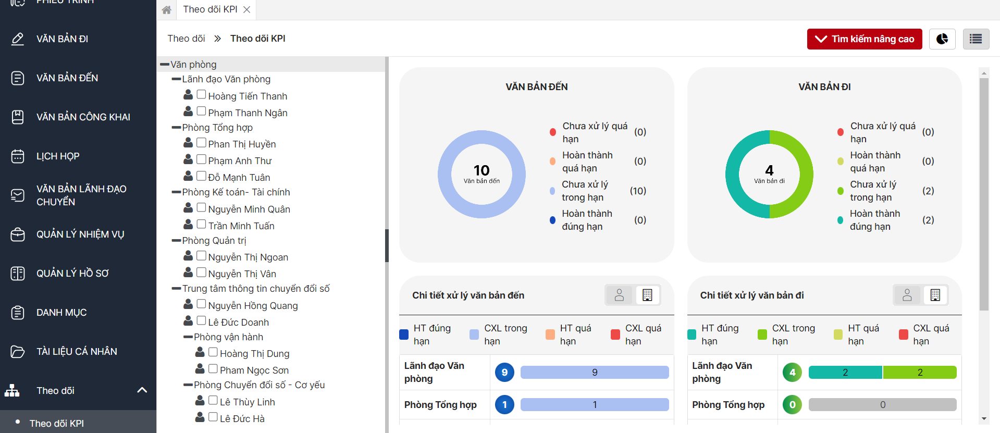 PHIẾU TRÌNH
VĂN BẢN ĐI
VĂN BẢN ĐẾN
VĂN BẢN CÔNG KHAI
LỊCH HỌP
VĂN BẢN LÃNH ĐẠO
CHUYỂN
QUẢN LÝ NHIỆM VỤ
QUẢN LÝ HỒ SƠ
DANH MỤC
TÀI LIỆU CÁ NHÂN
Theo dõi
Theo dõi KPI
Theo dõi KPI
Theo dõi » Theo dõi KPI
Tìm kiếm nâng cao
Văn phòng
Lãnh đạo Văn phòng
Hoàng Tiến Thanh
Phạm Thanh Ngân
Phòng Tổng hợp
Phan Thị Huyền
Phạm Anh Thư
Đỗ Mạnh Tuân
Phòng Kế toán- Tài chính
Nguyễn Minh Quân
Trần Minh Tuấn
Phòng Quản trị
Nguyễn Thị Ngoan
Nguyễn Thị Vân
Trung tâm thông tin chuyển đổi số
Nguyễn Hồng Quang
Lê Đức Doanh
Phòng vận hành
Hoàng Thị Dung
Pham Ngọc Sơn
Phòng Chuyển đổi số - Cơ yếu
Lê Thùy Linh
Lê Đức Hà
VĂN BẢN ĐẾN
10
Văn bản đến
Chưa xử lý quá
hạn (0)
Hoàn thành
quá hạn (0)
Chưa xử lý
trong hạn (10)
Hoàn thành
đúng hạn (0)
VĂN BẢN ĐI
4
Văn bản đi
Chưa xử lý quá
hạn (0)
Hoàn thành
quá hạn (0)
Chưa xử lý
trong hạn (2)
Hoàn thành
đúng hạn (2)
Chi tiết xử lý văn bản đến
HT đúng
hạn
CXL trong
hạn
HT quá
hạn
CXL quá
hạn
Lãnh đạo Văn
phòng
9 9
Phòng Tổng hợp 1 1
Chi tiết xử lý văn bản đi
HT đúng
hạn
CXL trong
hạn
HT quá
hạn
CXL quá
hạn
Lãnh đạo Văn
phòng
4 2 2
Phòng Tổng hợp 0 0